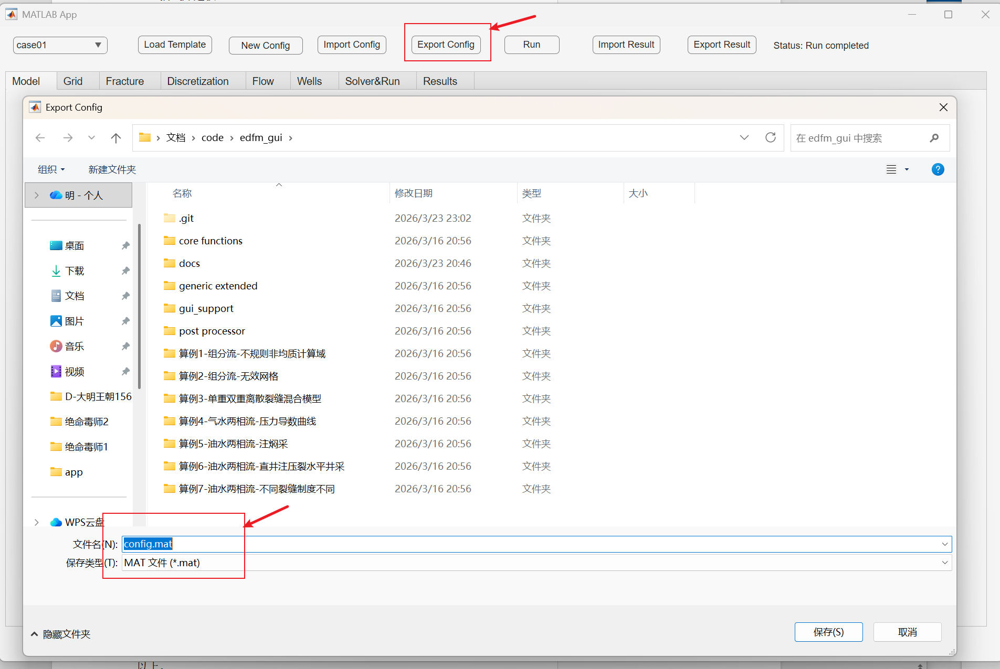 MATLAB App
case01
Load Template
New Config
Import Config
Export Config
Run
Import Result
Export Result
Status: Run completed
Model
Grid
Fracture
Discretization
Flow
Wells
Solver&Run
Results
Export Config
文档 › code › edfm_gui ›
在 edfm_gui 中搜索
组织
新建文件夹
?
明 - 个人
桌面
下载
文档
图片
音乐
视频
D-大明王朝156
绝命毒师2
绝命毒师1
app
WPS云盘
名称 修改日期 类型 大小
.git 2026/3/23 23:02 文件夹
core functions 2026/3/16 20:56 文件夹
docs 2026/3/23 20:46 文件夹
generic extended 2026/3/16 20:56 文件夹
gui_support 2026/3/16 20:56 文件夹
post processor 2026/3/16 20:56 文件夹
算例1-组分流-不规则非均质计算域 2026/3/16 20:56 文件夹
算例2-组分流-无效网格 2026/3/16 20:56 文件夹
算例3-单重双重离散裂缝混合模型 2026/3/16 20:56 文件夹
算例4-气水两相流-压力导数曲线 2026/3/16 20:56 文件夹
算例5-油水两相流-注焖采 2026/3/16 20:56 文件夹
算例6-油水两相流-直井注压裂水平井采 2026/3/16 20:56 文件夹
算例7-油水两相流-不同裂缝制度不同 2026/3/16 20:56 文件夹
文件名(N): config.mat
保存类型(T): MAT 文件 (*.mat)
隐藏文件夹
保存(S)
取消